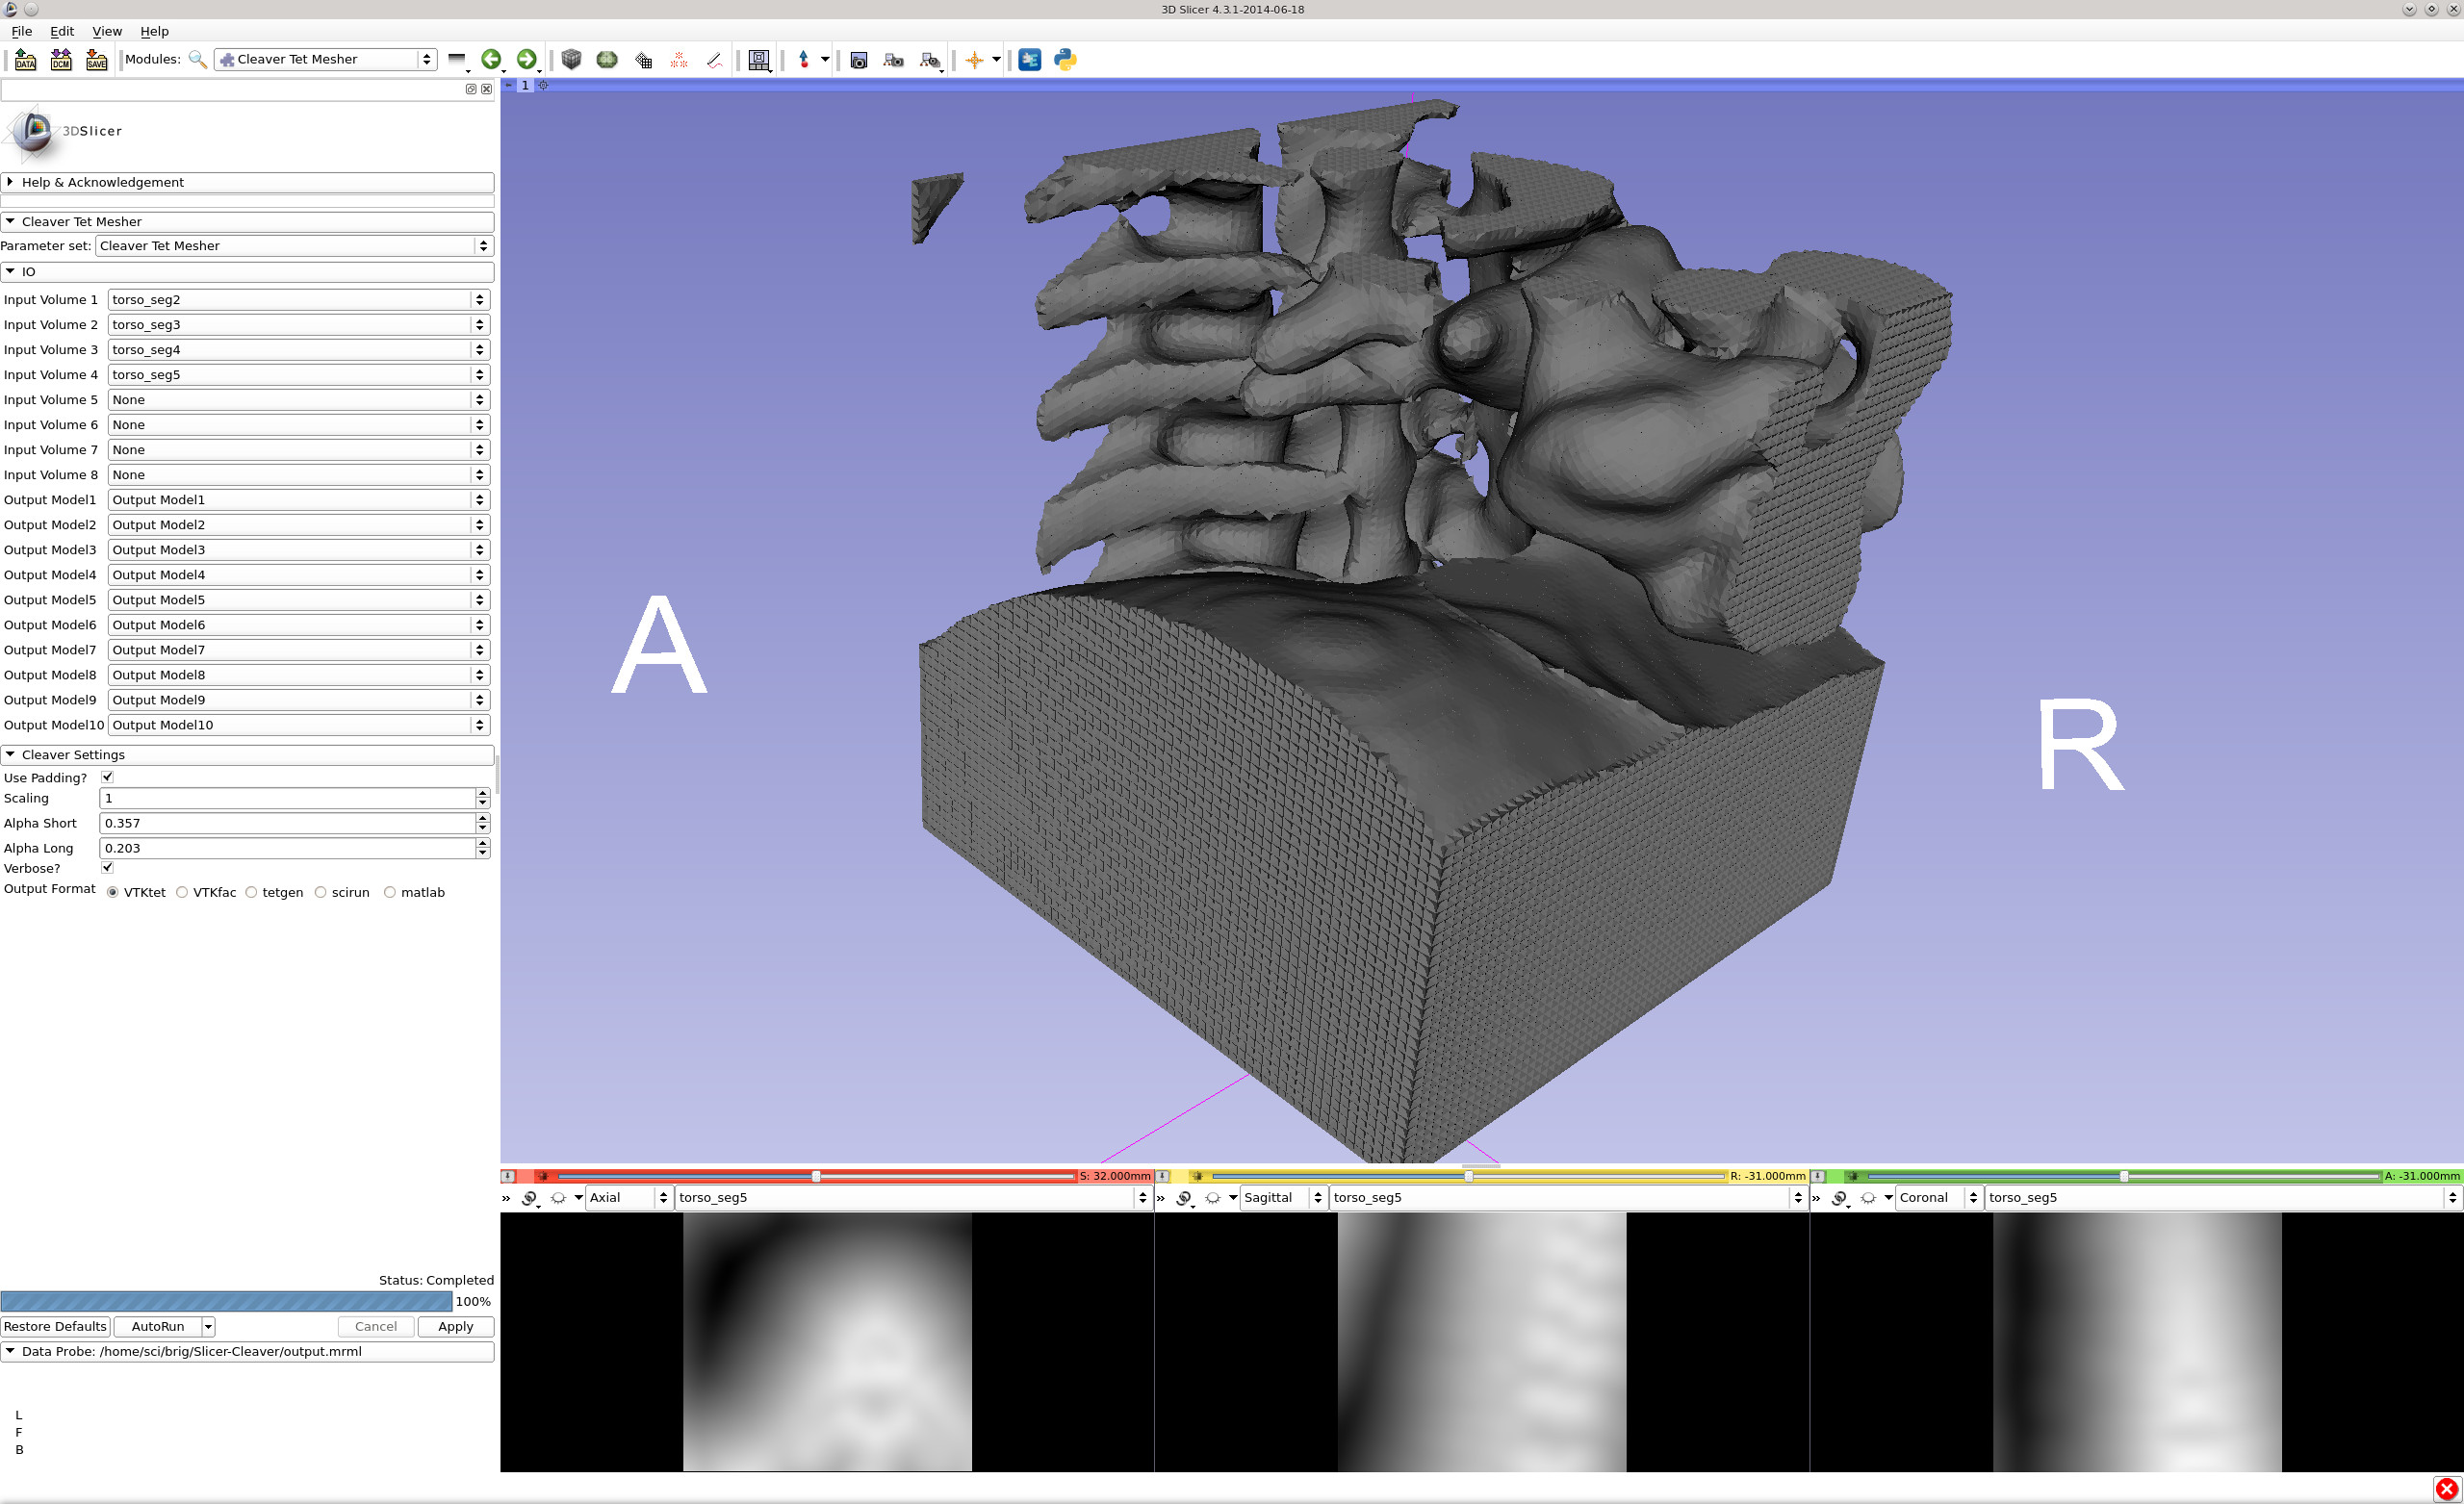 3D Slicer 4.3.1-2014-06-18
File Edit View Help
DATA DCM SAVE Modules: Cleaver Tet Mesher
1
3DSlicer
Help & Acknowledgement
Cleaver Tet Mesher
Parameter set: Cleaver Tet Mesher
IO
Input Volume 1 torso_seg2
Input Volume 2 torso_seg3
Input Volume 3 torso_seg4
Input Volume 4 torso_seg5
Input Volume 5 None
Input Volume 6 None
Input Volume 7 None
Input Volume 8 None
Output Model1 Output Model1
Output Model2 Output Model2
Output Model3 Output Model3
Output Model4 Output Model4
Output Model5 Output Model5
Output Model6 Output Model6
Output Model7 Output Model7
Output Model8 Output Model8
Output Model9 Output Model9
Output Model10 Output Model10
Cleaver Settings
Use Padding?
Scaling 1
Alpha Short 0.357
Alpha Long 0.203
Verbose?
Output Format VTKtet VTKfac tetgen scirun matlab
Status: Completed
100%
Restore Defaults AutoRun Cancel Apply
Data Probe: /home/sci/brig/Slicer-Cleaver/output.mrml
L
F
B
A
R
S: 32.000mm
Axial torso_seg5
R: -31.000mm
Sagittal torso_seg5
A: -31.000mm
Coronal torso_seg5